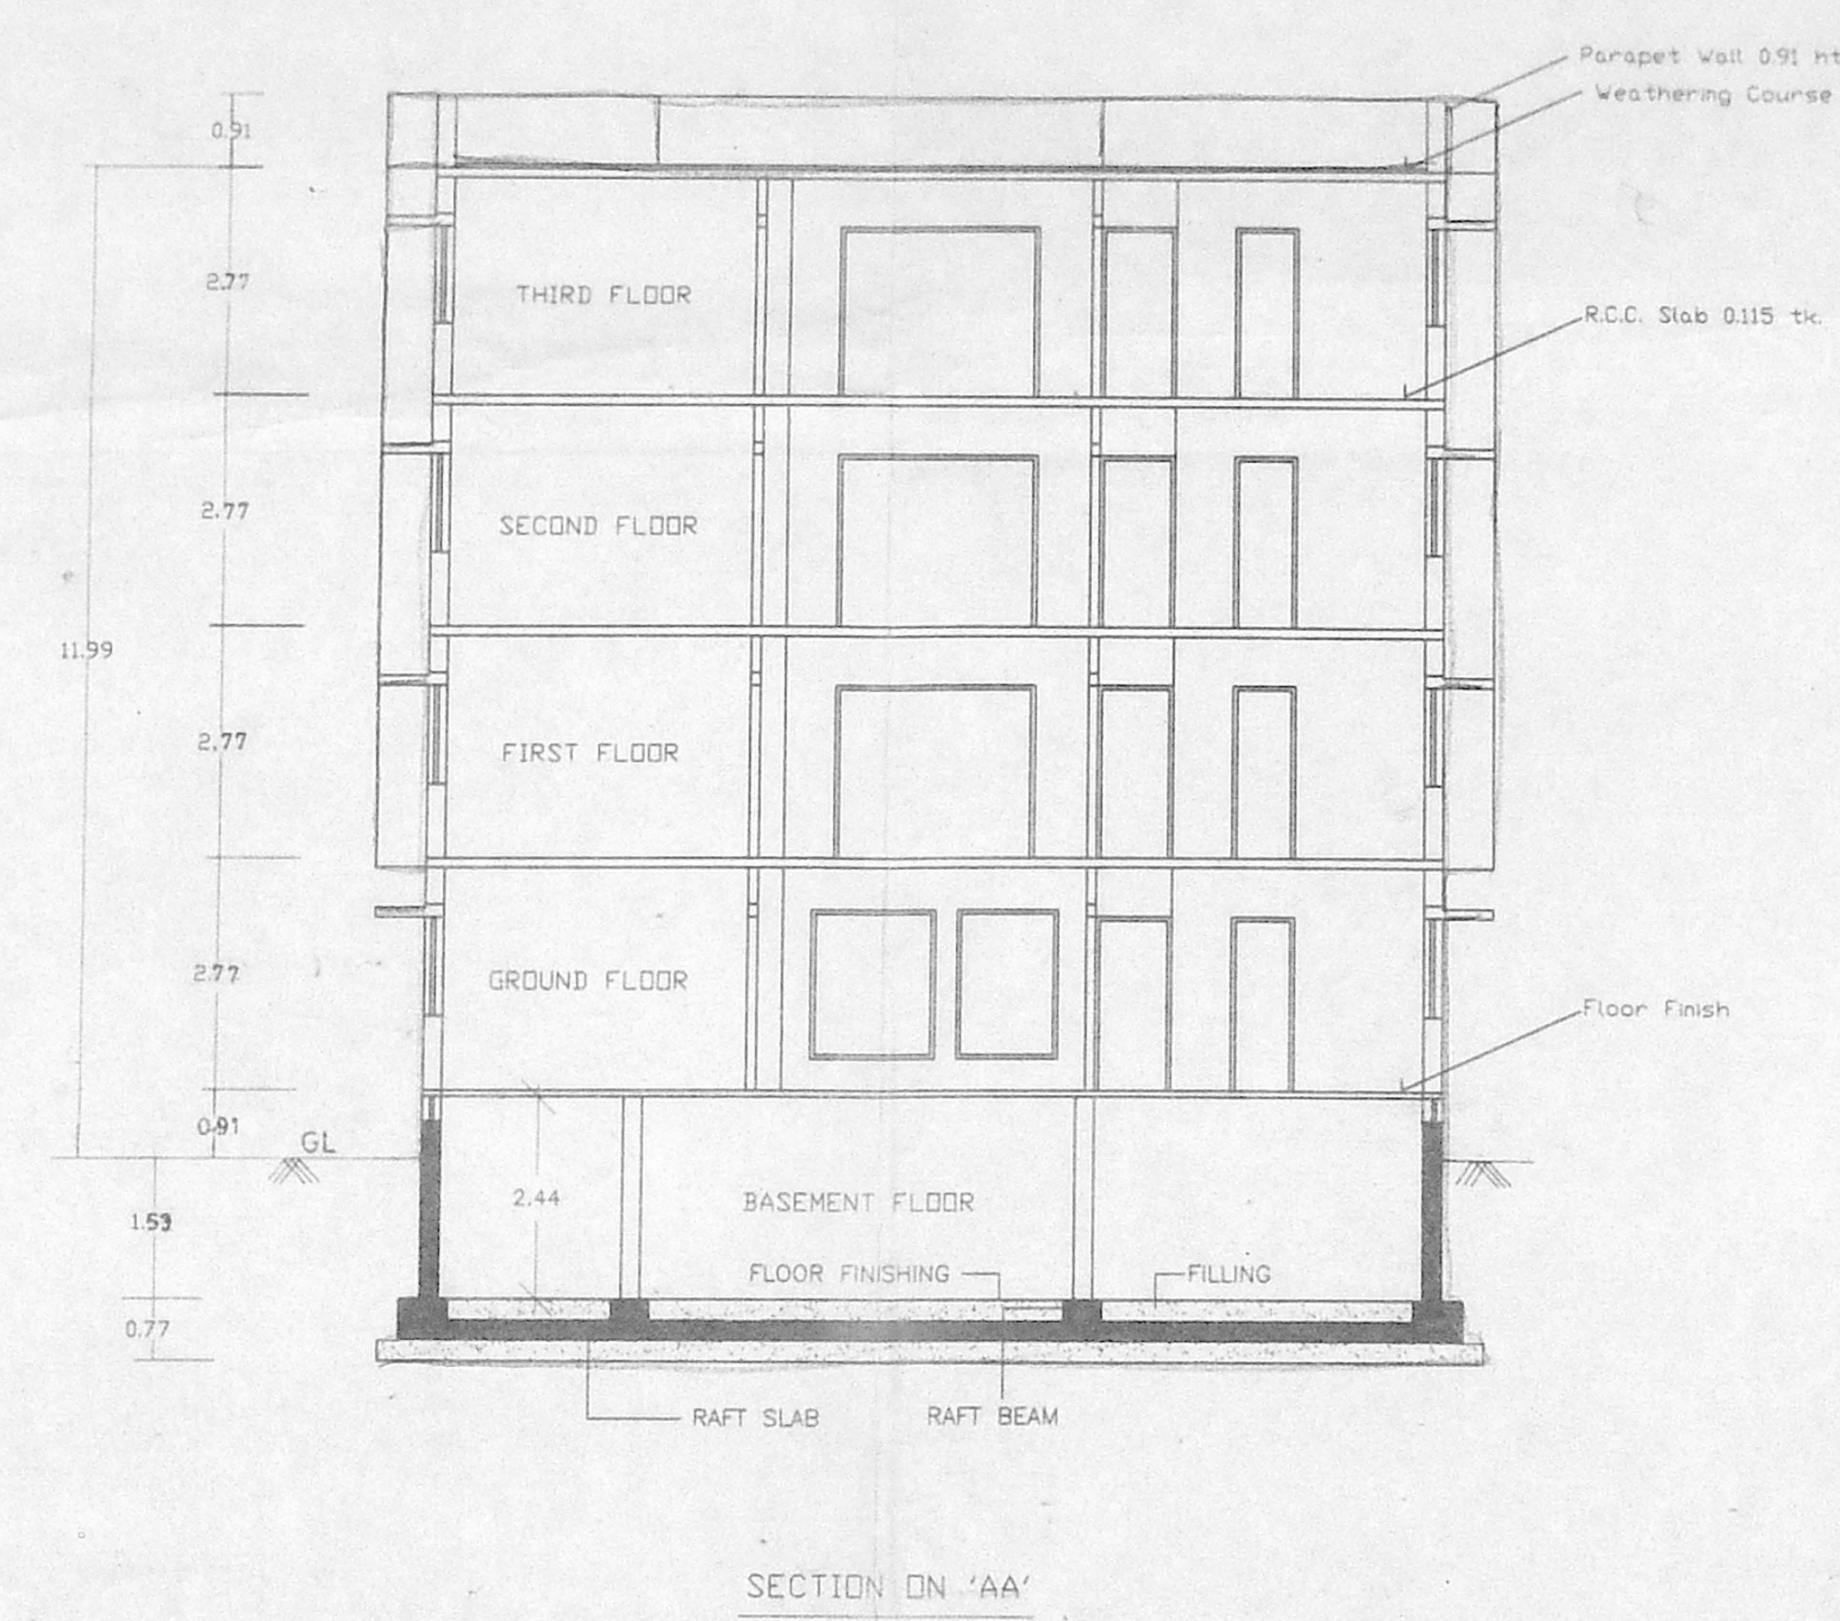 Parapet Wall 0.91 ht
Weathering Course
0.91
2.77
THIRD FLOOR
R.C.C. Slab 0.115 tk.
2.77
SECOND FLOOR
11.99
2.77
FIRST FLOOR
2.77
GROUND FLOOR
Floor Finish
0.91
GL
2.44
BASEMENT FLOOR
1.53
FLOOR FINISHING
FILLING
0.77
RAFT SLAB
RAFT BEAM
SECTION ON 'AA'